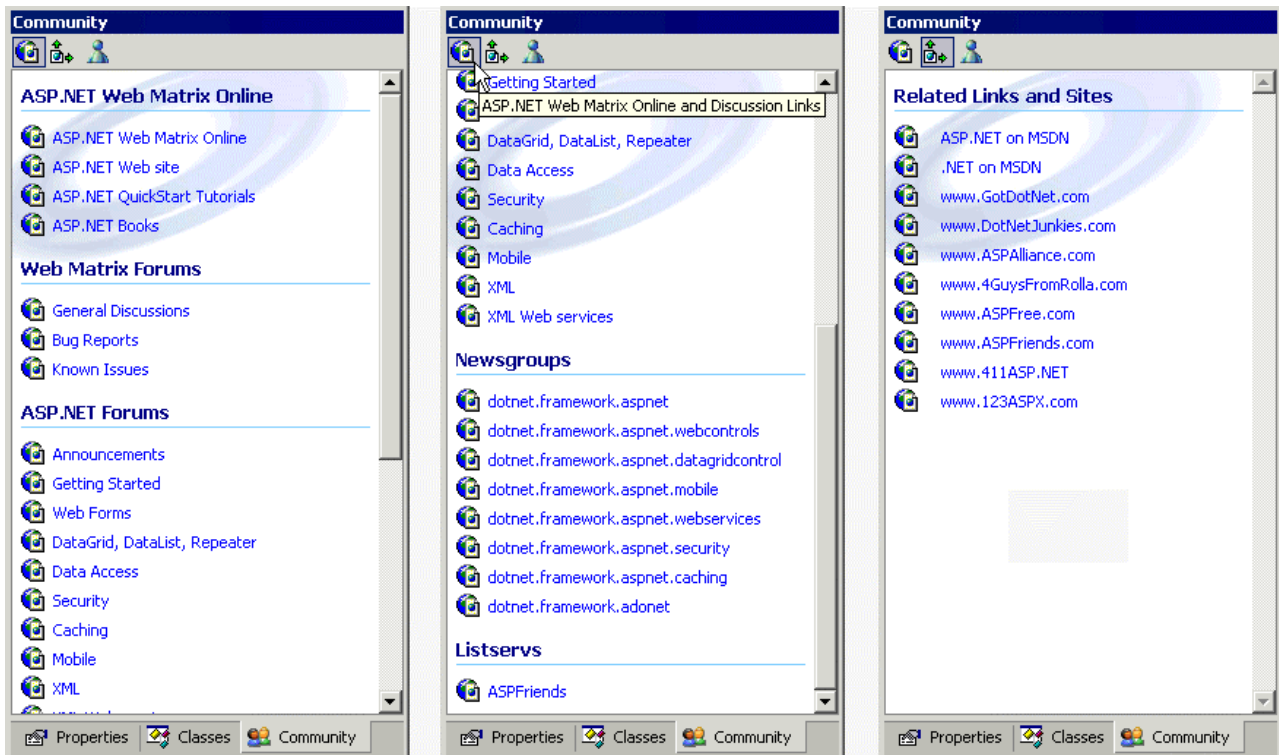 Community
ASP.NET Web Matrix Online
ASP.NET Web Matrix Online
ASP.NET Web site
ASP.NET QuickStart Tutorials
ASP.NET Books
Web Matrix Forums
General Discussions
Bug Reports
Known Issues
ASP.NET Forums
Announcements
Getting Started
Web Forms
DataGrid, DataList, Repeater
Data Access
Security
Caching
Mobile
XML
Properties Classes Community
Community
Getting Started
ASP.NET Web Matrix Online and Discussion Links
DataGrid, DataList, Repeater
Data Access
Security
Caching
Mobile
XML
XML Web services
Newsgroups
dotnet.framework.aspnet
dotnet.framework.aspnet.webcontrols
dotnet.framework.aspnet.datagridcontrol
dotnet.framework.aspnet.mobile
dotnet.framework.aspnet.webservices
dotnet.framework.aspnet.security
dotnet.framework.aspnet.caching
dotnet.framework.adonet
Listservs
ASPFriends
Properties Classes Community
Community
Related Links and Sites
ASP.NET on MSDN
.NET on MSDN
www.GotDotNet.com
www.DotNetJunkies.com
www.ASPAlliance.com
www.4GuysFromRolla.com
www.ASPFree.com
www.ASPFriends.com
www.411ASP.NET
www.123ASPX.com
Properties Classes Community